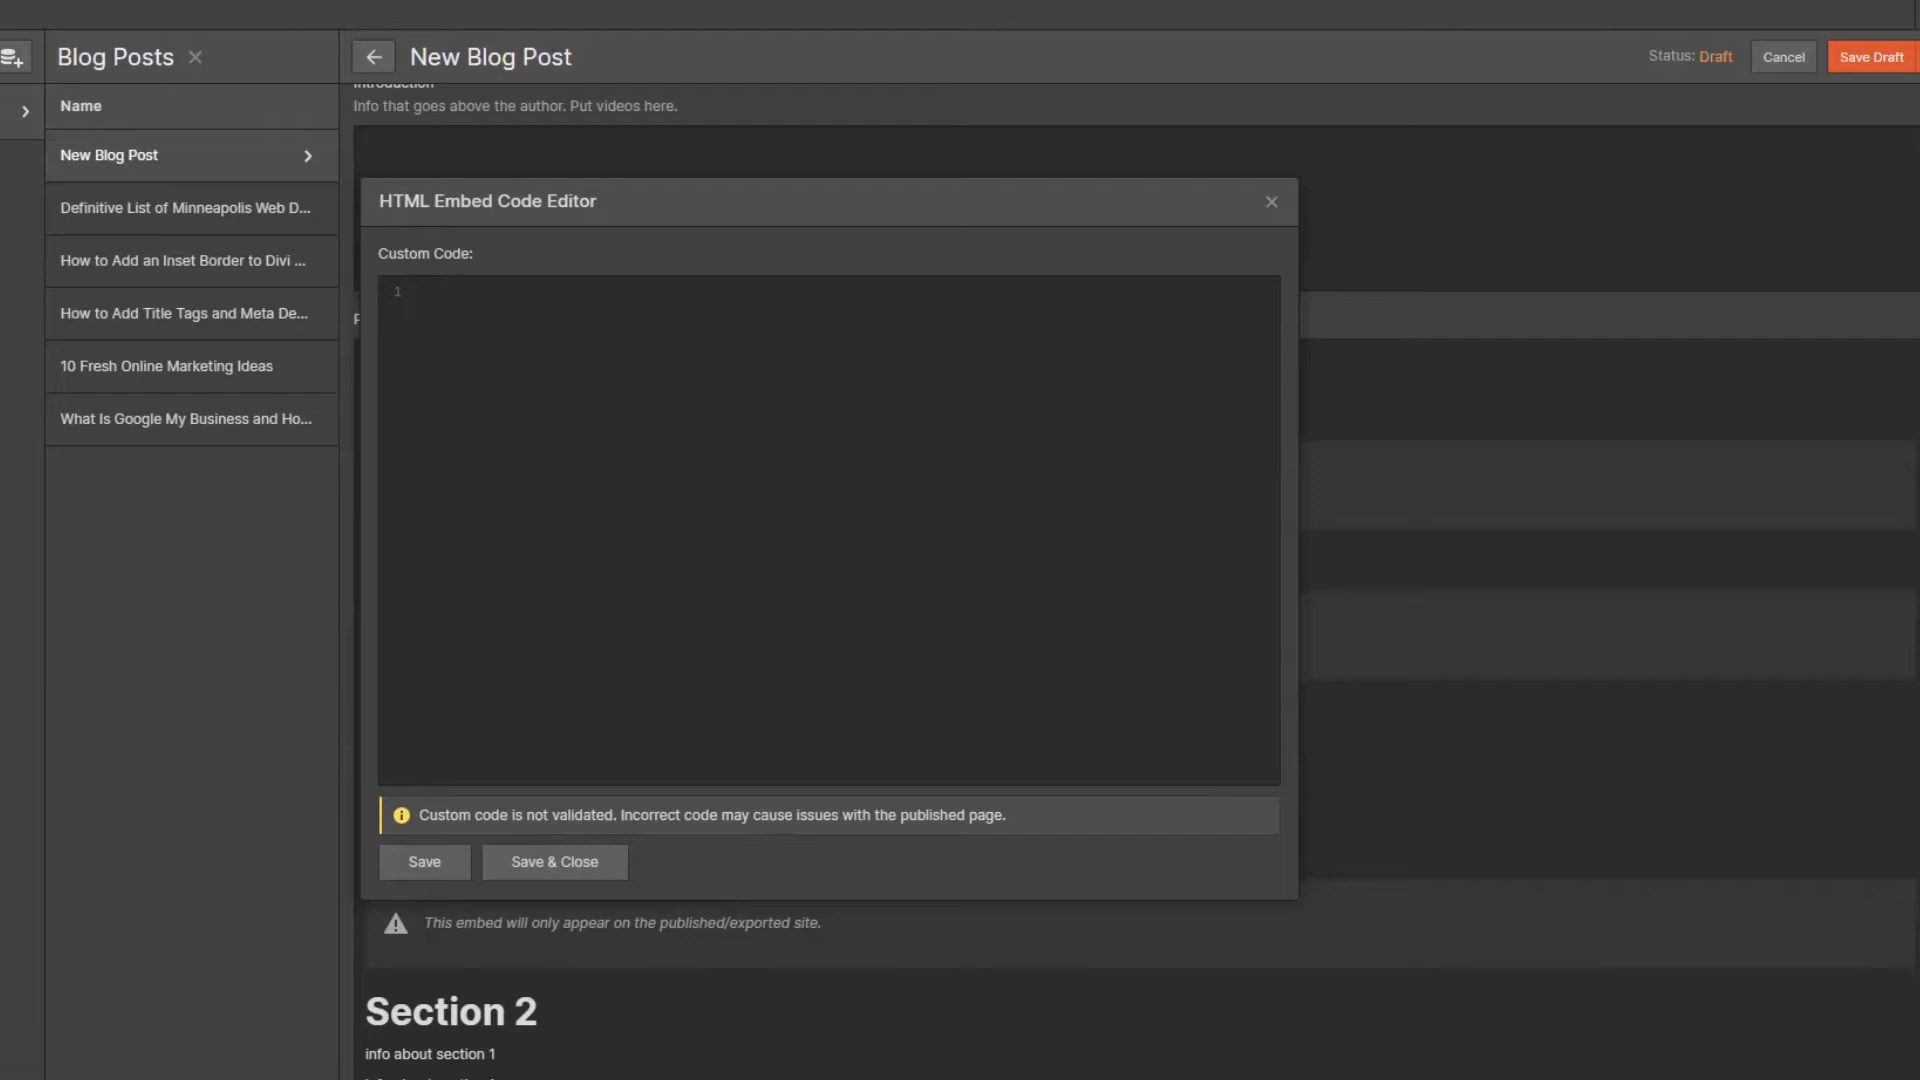 Blog Posts
New Blog Post
Status: Draft
Cancel
Save Draft
Name
Introduction
Info that goes above the author. Put videos here.
New Blog Post
Definitive List of Minneapolis Web D...
How to Add an Inset Border to Divi ...
How to Add Title Tags and Meta De...
10 Fresh Online Marketing Ideas
What Is Google My Business and Ho...
HTML Embed Code Editor
Custom Code:
1
Custom code is not validated. Incorrect code may cause issues with the published page.
Save
Save & Close
This embed will only appear on the published/exported site.
Section 2
info about section 1